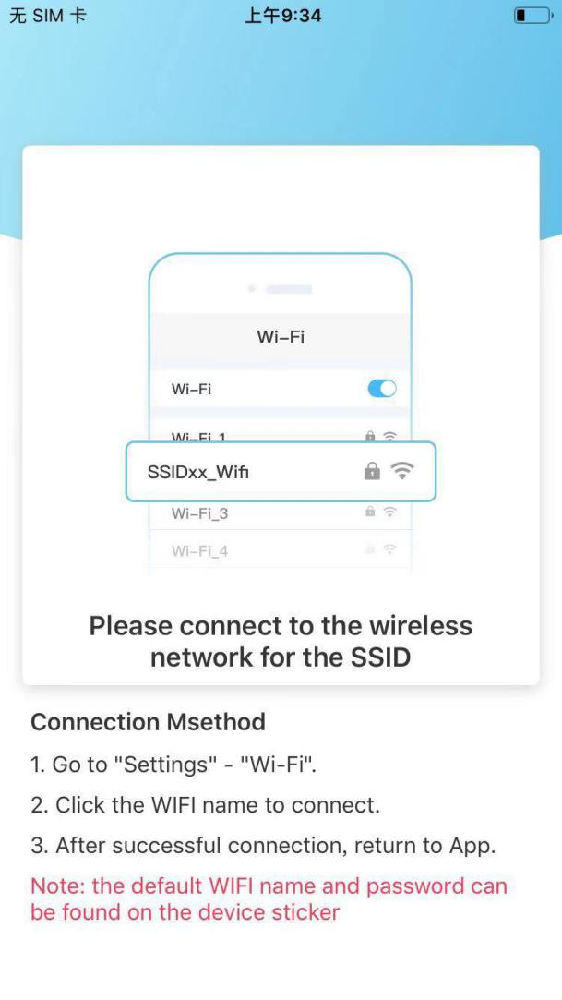 无 SIM 卡 上午9:34
Wi–Fi
Wi–Fi
Wi–Fi_1
SSIDxx_Wifi
Wi–Fi_3
Wi–Fi_4
Please connect to the wireless
network for the SSID
Connection Msethod
1. Go to "Settings" - "Wi-Fi".
2. Click the WIFI name to connect.
3. After successful connection, return to App.
Note: the default WIFI name and password can
be found on the device sticker